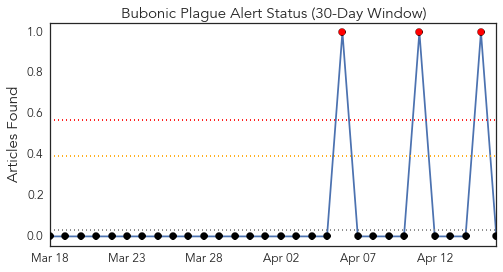 Bubonic Plague Alert Status (30-Day Window)
Articles Found
1.0
0.8
0.6
0.4
0.2
0.0
Mar 18 Mar 23 Mar 28 Apr 02 Apr 07 Apr 12